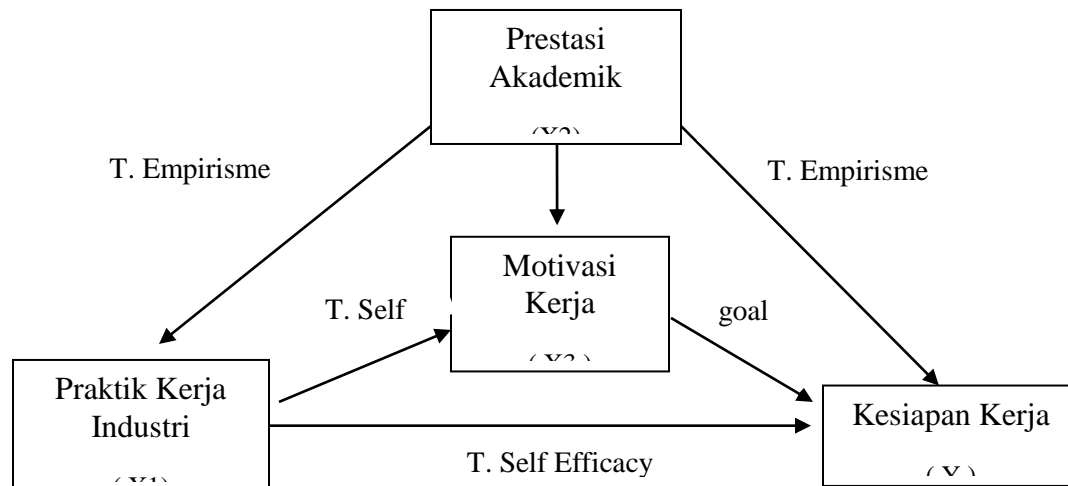 Prestasi
Akademik
T. Empirisme
T. Empirisme
Motivasi
Kerja
T. Self
goal
Praktik Kerja
Industri
Kesiapan Kerja
T. Self Efficacy